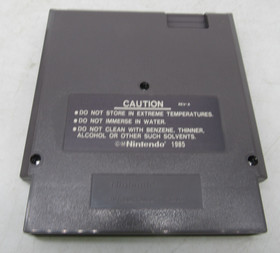 CAUTION REV-A
● DO NOT STORE IN EXTREME TEMPERATURES.
● DO NOT IMMERSE IN WATER.
● DO NOT CLEAN WITH BENZENE, THINNER,
ALCOHOL OR OTHER SUCH SOLVENTS.
©Nintendo® 1985